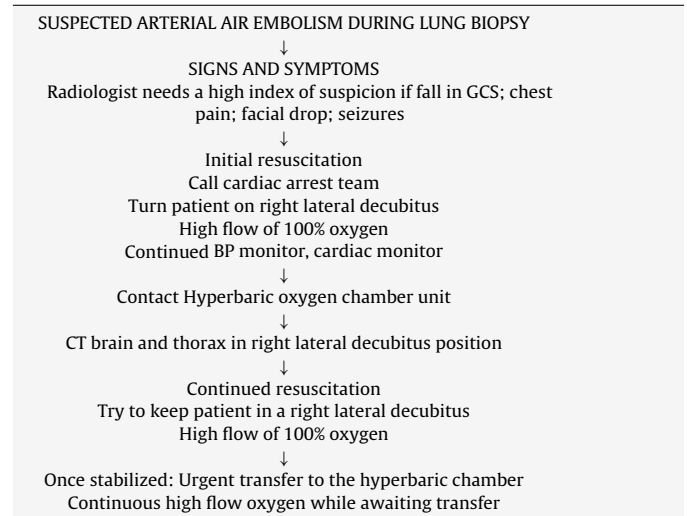 SUSPECTED ARTERIAL AIR EMBOLISM DURING LUNG BIOPSY
↓
SIGNS AND SYMPTOMS
Radiologist needs a high index of suspicion if fall in GCS; chest
pain; facial drop; seizures
↓
Initial resuscitation
Call cardiac arrest team
Turn patient on right lateral decubitus
High flow of 100% oxygen
Continued BP monitor, cardiac monitor
↓
Contact Hyperbaric oxygen chamber unit
↓
CT brain and thorax in right lateral decubitus position
↓
Continued resuscitation
Try to keep patient in a right lateral decubitus
High flow of 100% oxygen
↓
Once stabilized: Urgent transfer to the hyperbaric chamber
Continuous high flow oxygen while awaiting transfer